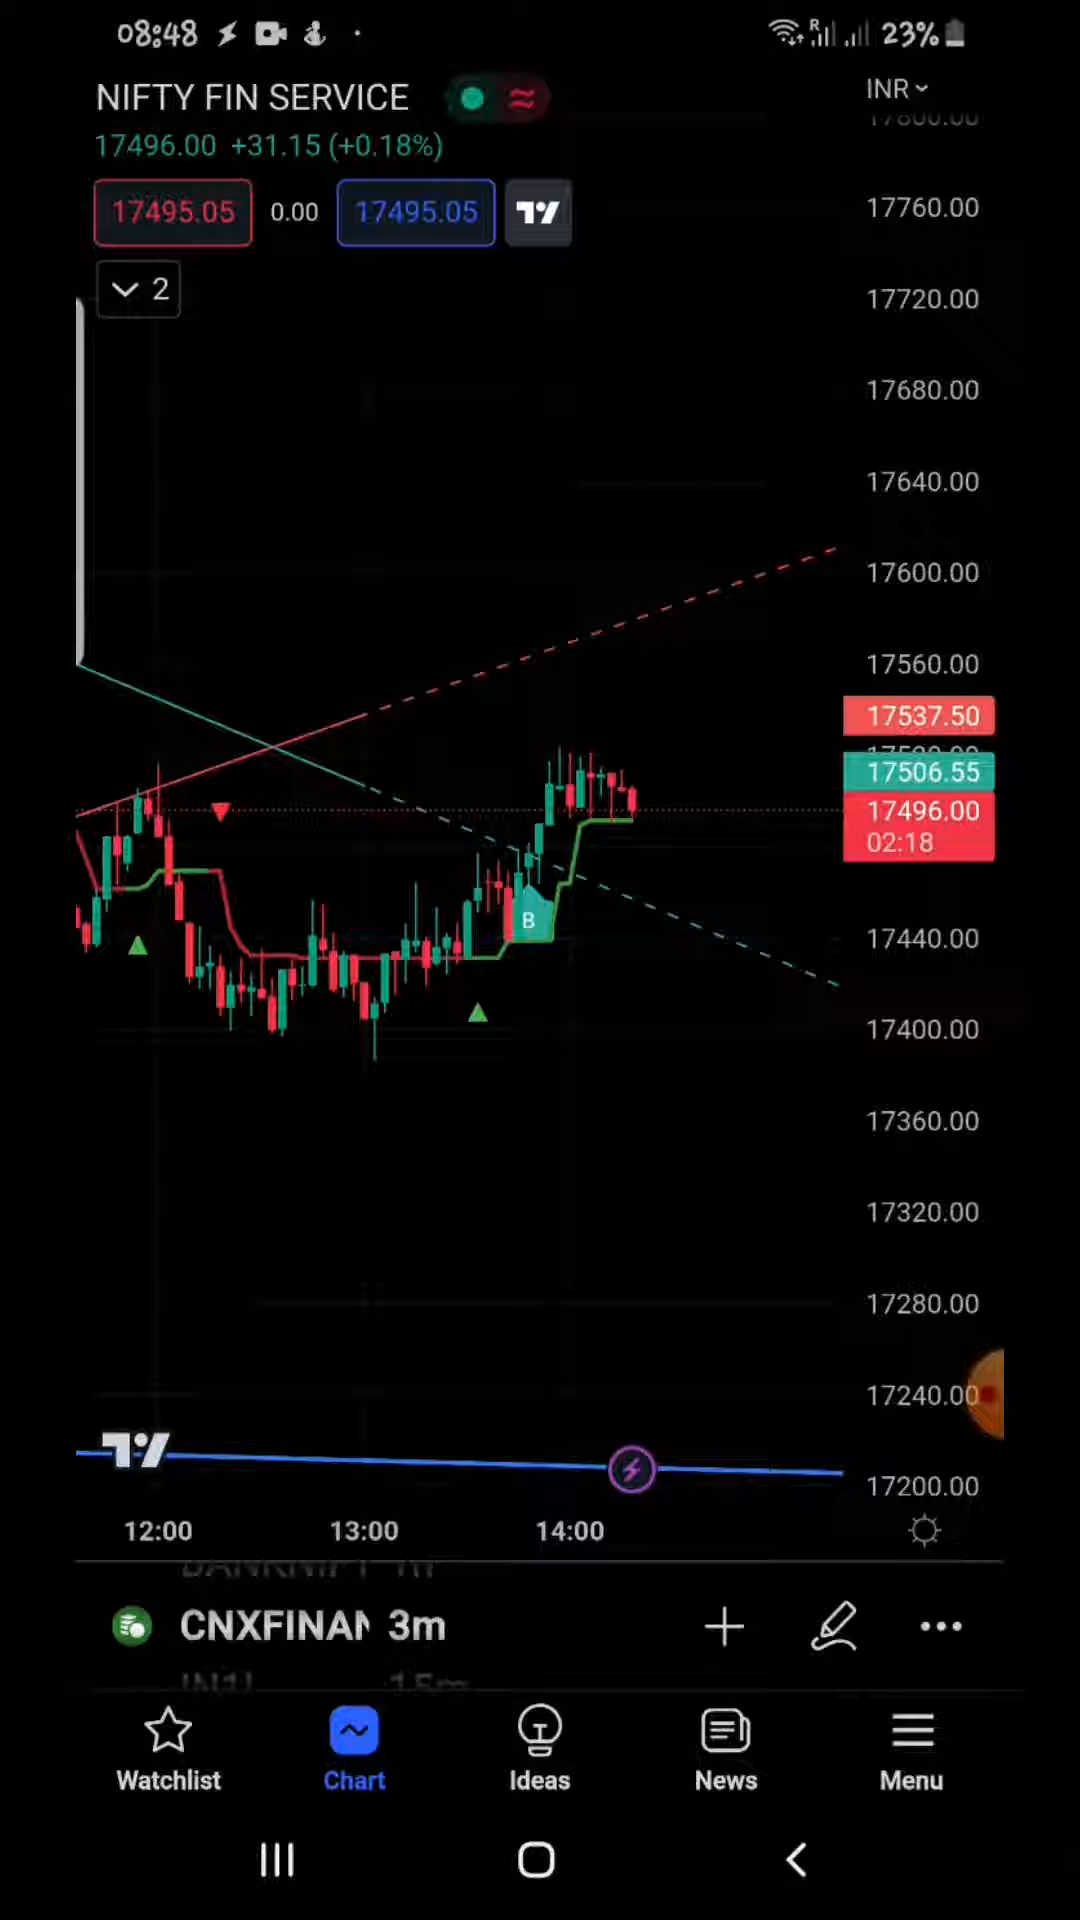 08:48
23%
NIFTY FIN SERVICE
INR
17496.00 +31.15 (+0.18%)
17495.05 0.00 17495.05
2
17760.00
17720.00
17680.00
17640.00
17600.00
17560.00
17537.50
17506.55
17496.00
02:18
B
17440.00
17400.00
17360.00
17320.00
17280.00
17240.00
17200.00
12:00 13:00 14:00
CNXFINAN 3m
Watchlist Chart Ideas News Menu